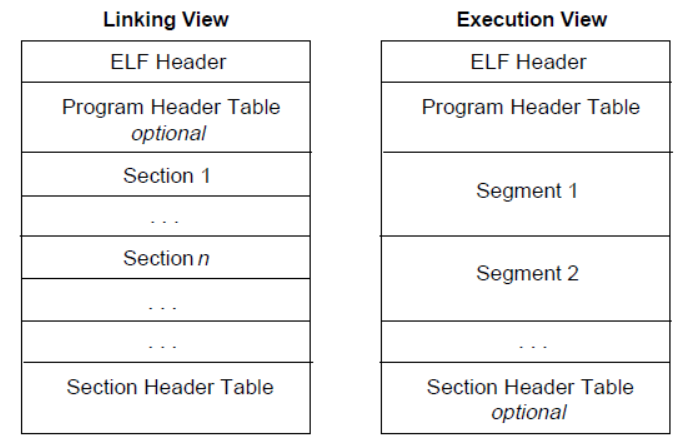 Linking View
ELF Header
Program Header Table
optional
Section 1
. . .
Section n
. . .
. . .
Section Header Table
Execution View
ELF Header
Program Header Table
Segment 1
Segment 2
. . .
Section Header Table
optional